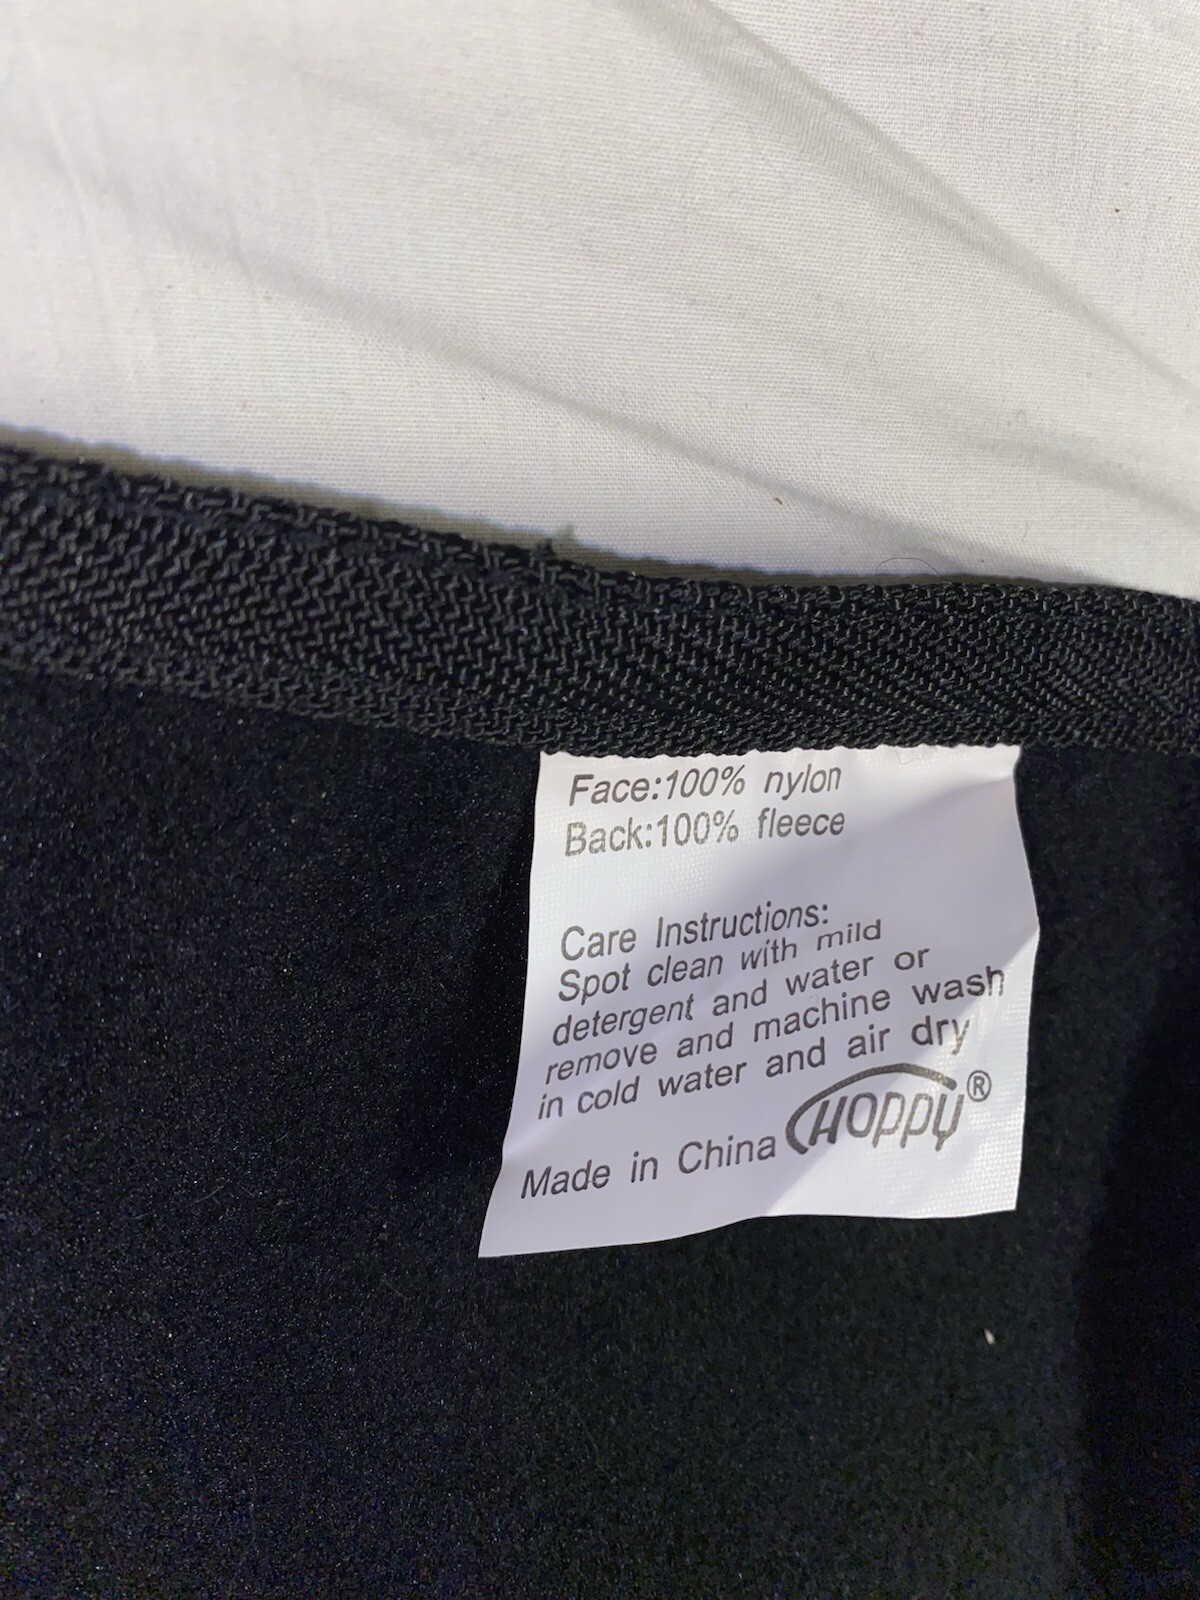 Face:100% nylon
Back:100% fleece
Care Instructions:
Spot clean with mild
detergent and water or
remove and machine wash
in cold water and air dry
Made in China HOPPY®